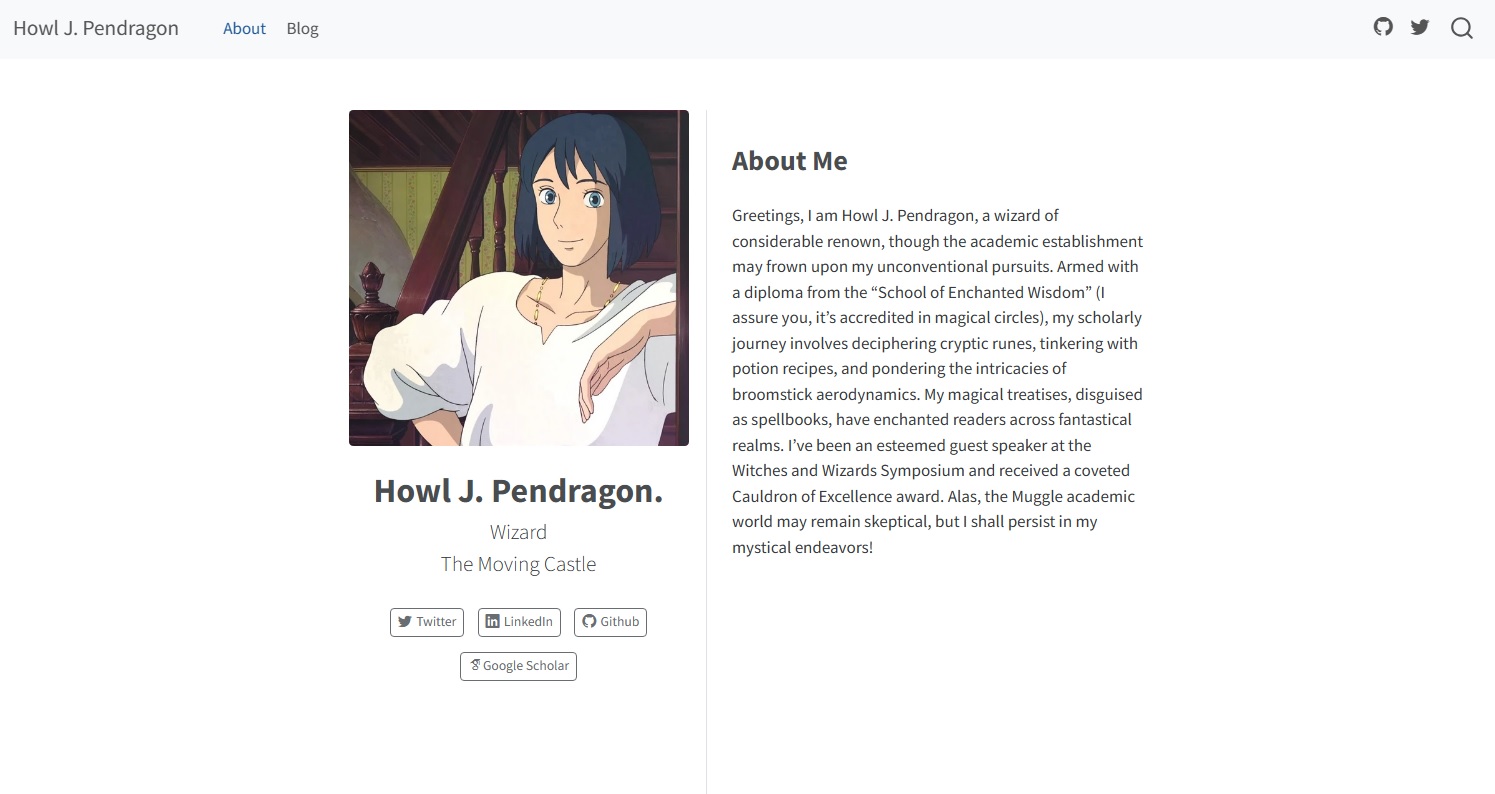 Howl J. Pendragon
About
Blog
Howl J. Pendragon.
Wizard
The Moving Castle
Twitter
LinkedIn
Github
Google Scholar
About Me
Greetings, I am Howl J. Pendragon, a wizard of
considerable renown, though the academic establishment
may frown upon my unconventional pursuits. Armed with
a diploma from the “School of Enchanted Wisdom” (I
assure you, it’s accredited in magical circles), my scholarly
journey involves deciphering cryptic runes, tinkering with
potion recipes, and pondering the intricacies of
broomstick aerodynamics. My magical treatises, disguised
as spellbooks, have enchanted readers across fantastical
realms. I’ve been an esteemed guest speaker at the
Witches and Wizards Symposium and received a coveted
Cauldron of Excellence award. Alas, the Muggle academic
world may remain skeptical, but I shall persist in my
mystical endeavors!